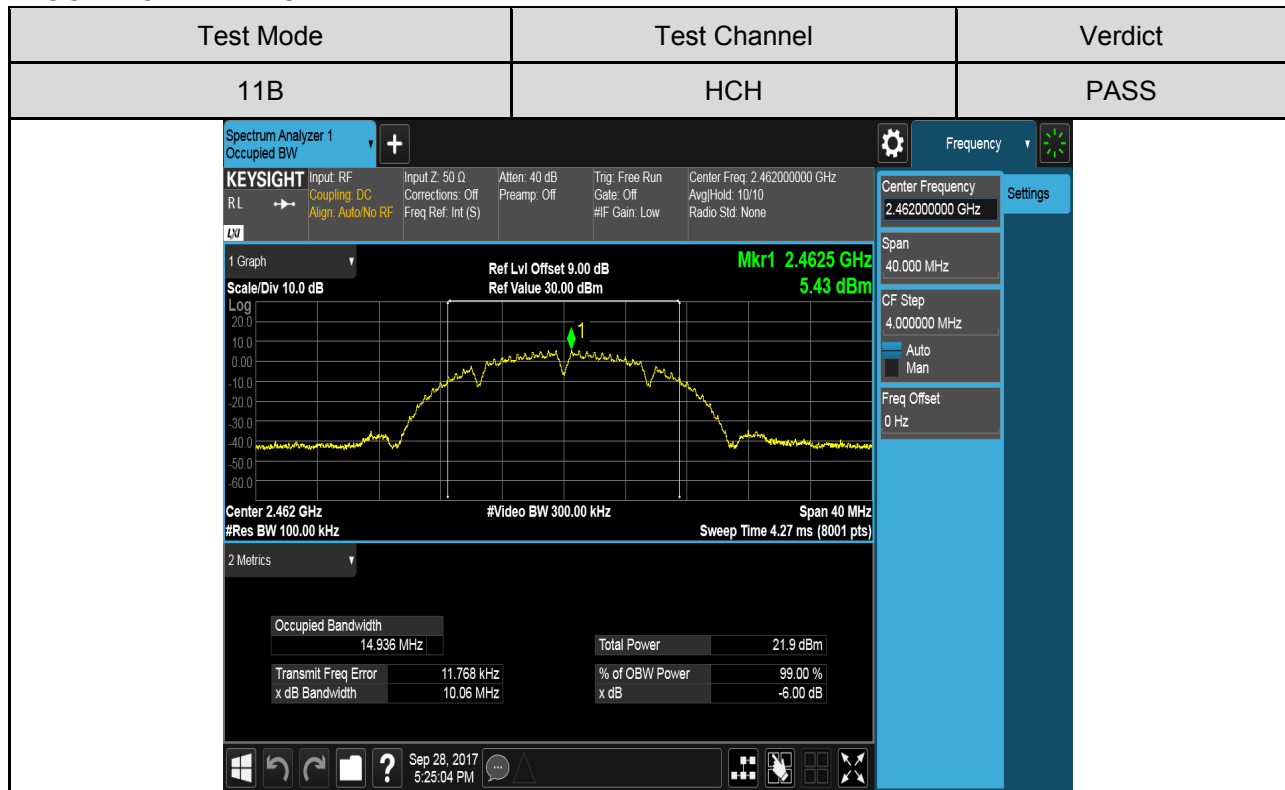 Test Mode Test Channel Verdict
11B HCH PASS
Spectrum Analyzer 1
Occupied BW
Frequency
KEYSIGHT Input: RF Input Z: 50 Ω Atten: 40 dB Trig: Free Run Center Freq: 2.462000000 GHz
RL Coupling: DC Corrections: Off Preamp: Off Gate: Off Avg|Hold: 10/10
Align: Auto/No RF Freq Ref: Int (S) #IF Gain: Low Radio Std: None
LXI
Center Frequency
2.462000000 GHz
Settings
Span
40.000 MHz
CF Step
4.000000 MHz
Auto
Man
Freq Offset
0 Hz
1 Graph
Ref Lvl Offset 9.00 dB
Mkr1 2.4625 GHz
Scale/Div 10.0 dB
Ref Value 30.00 dBm
5.43 dBm
Log
20.0
10.0
0.00
-10.0
-20.0
-30.0
-40.0
-50.0
-60.0
1
Center 2.462 GHz #Video BW 300.00 kHz Span 40 MHz
#Res BW 100.00 kHz Sweep Time 4.27 ms (8001 pts)
2 Metrics
Occupied Bandwidth
14.936 MHz
Total Power 21.9 dBm
Transmit Freq Error 11.768 kHz % of OBW Power 99.00 %
x dB Bandwidth 10.06 MHz x dB -6.00 dB
?
Sep 28, 2017
5:25:04 PM